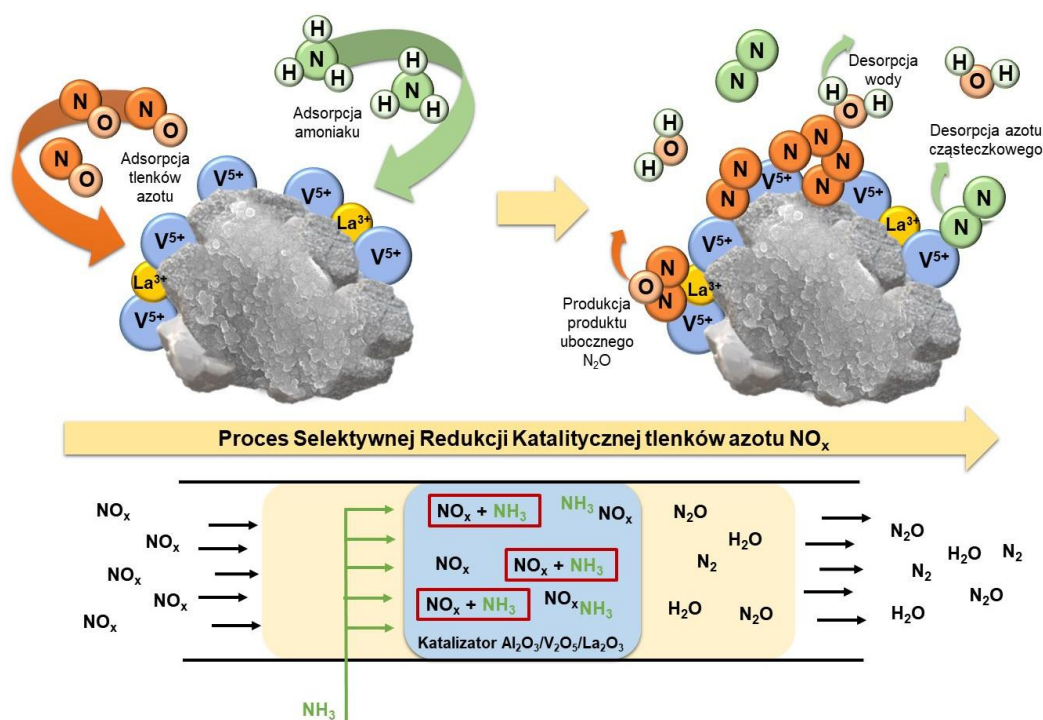 H
N
H
H
Adsorpcja
amoniaku
H
N
H
H
N
O
N
O
N
O
Adsorpcja
tlenków
azotu
V⁵⁺
V⁵⁺
V⁵⁺
La³⁺
V⁵⁺
La³⁺
V⁵⁺
N
N
Desorpcja
wody
H
O
H
H
O
H
H
O
H
Desorpcja azotu
cząsteczkowego
N
N
N
N
N
N
N
N
N
N
V⁵⁺
V⁵⁺
V⁵⁺
La³⁺
V⁵⁺
N
N
O
N
N
La³⁺
V⁵⁺
Produkcja
produktu
ubocznego
N₂O
Proces Selektywnej Redukcji Katalitycznej tlenków azotu NOₓ
NOₓ
NOₓ
NOₓ
NOₓ
NOₓ
NH₃
NOₓ + NH₃
NH₃
NOₓ
NOₓ
NOₓ + NH₃
NOₓ + NH₃
NOₓ
NH₃
Katalizator Al₂O₃/V₂O₅/La₂O₃
N₂O
H₂O
N₂
H₂O
N₂O
N₂O
H₂O
N₂
N₂
N₂O
H₂O